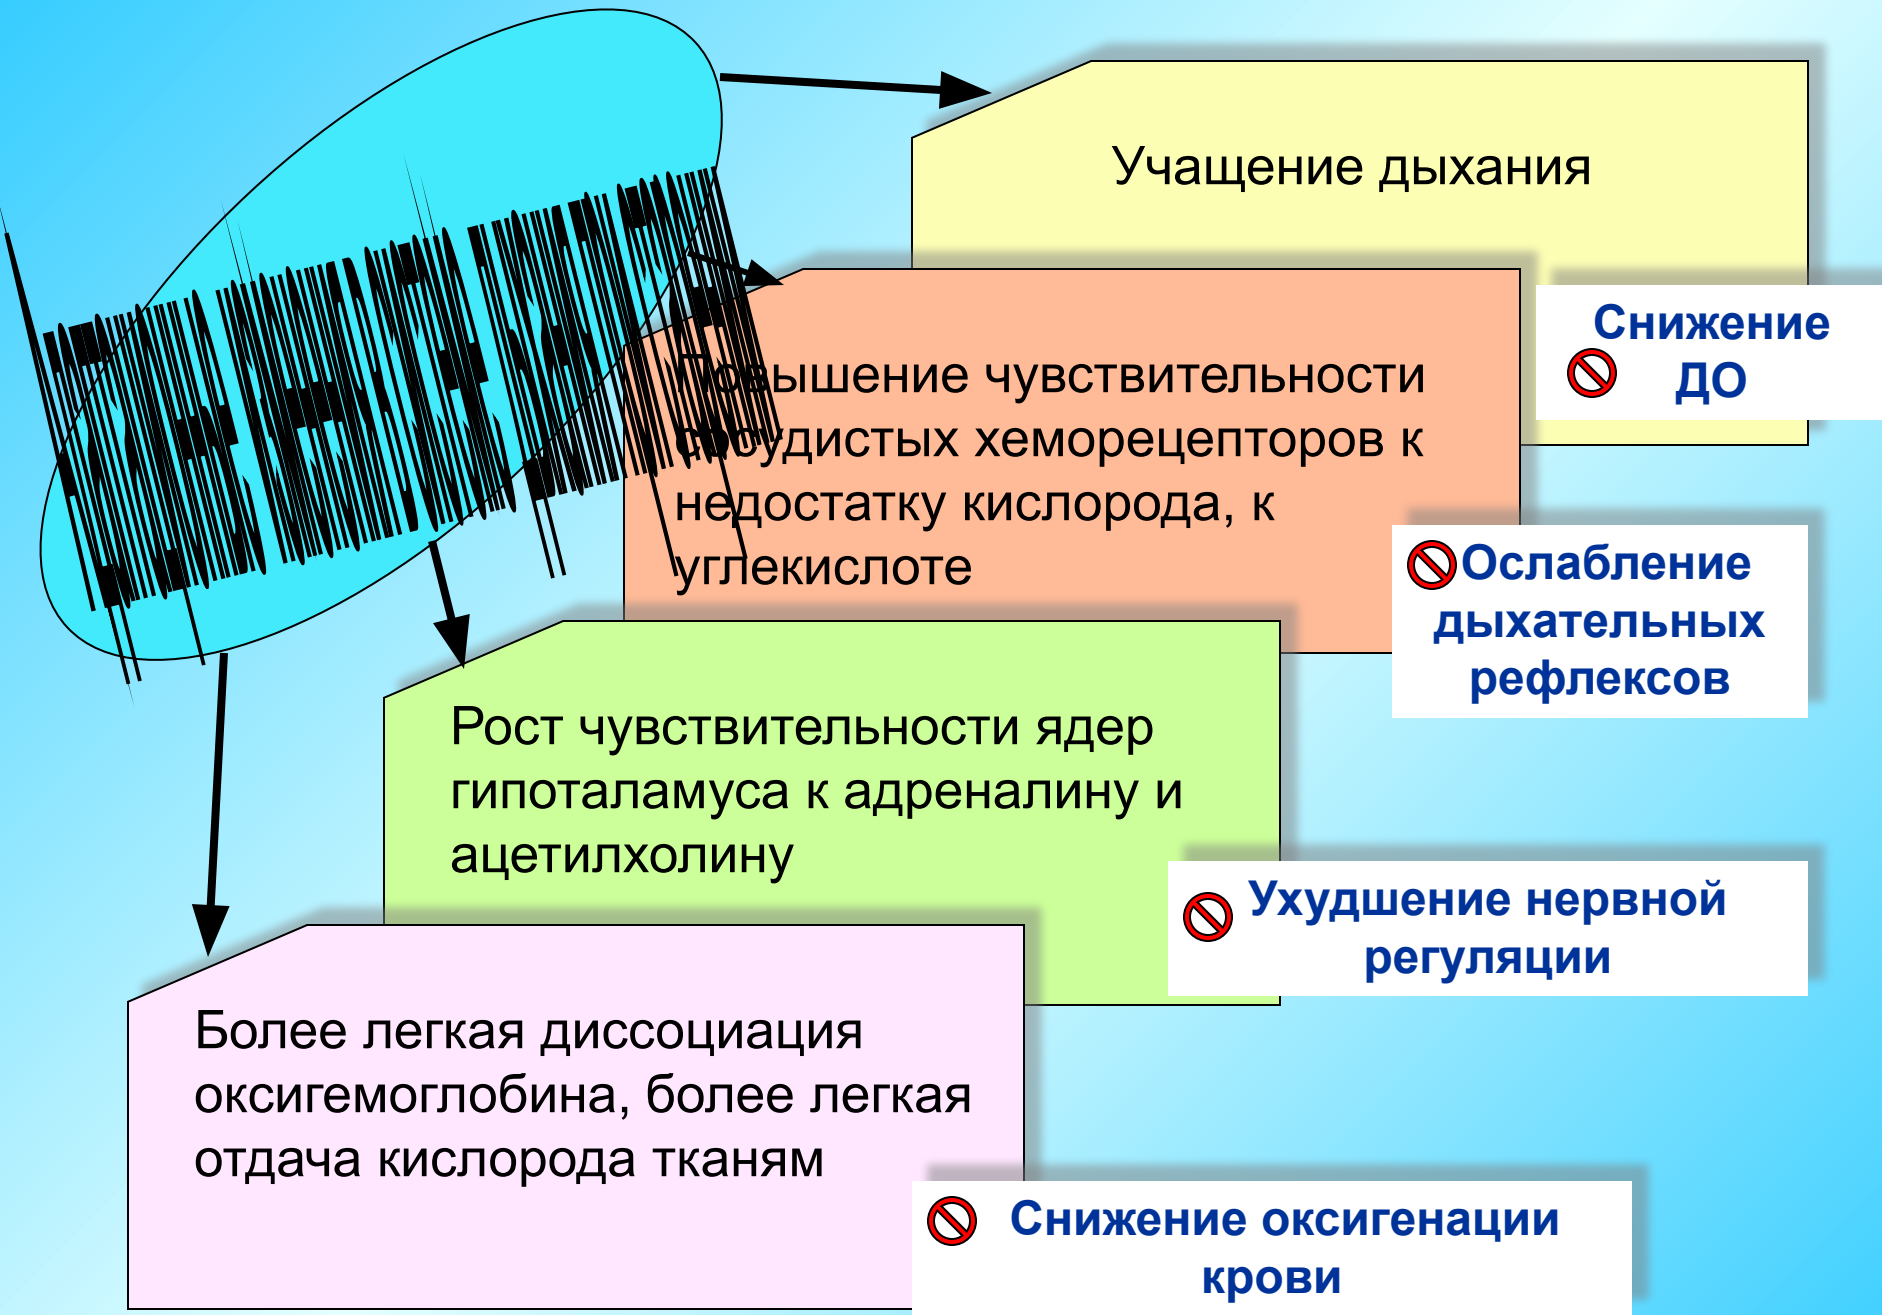 Учащение дыхания
Снижение
ДО
Повышение чувствительности
сосудистых хеморецепторов к
недостатку кислорода, к
углекислоте
Ослабление
дыхательных
рефлексов
Рост чувствительности ядер
гипоталамуса к адреналину и
ацетилхолину
Ухудшение нервной
регуляции
Более легкая диссоциация
оксигемоглобина, более легкая
отдача кислорода тканям
Снижение оксигенации
крови